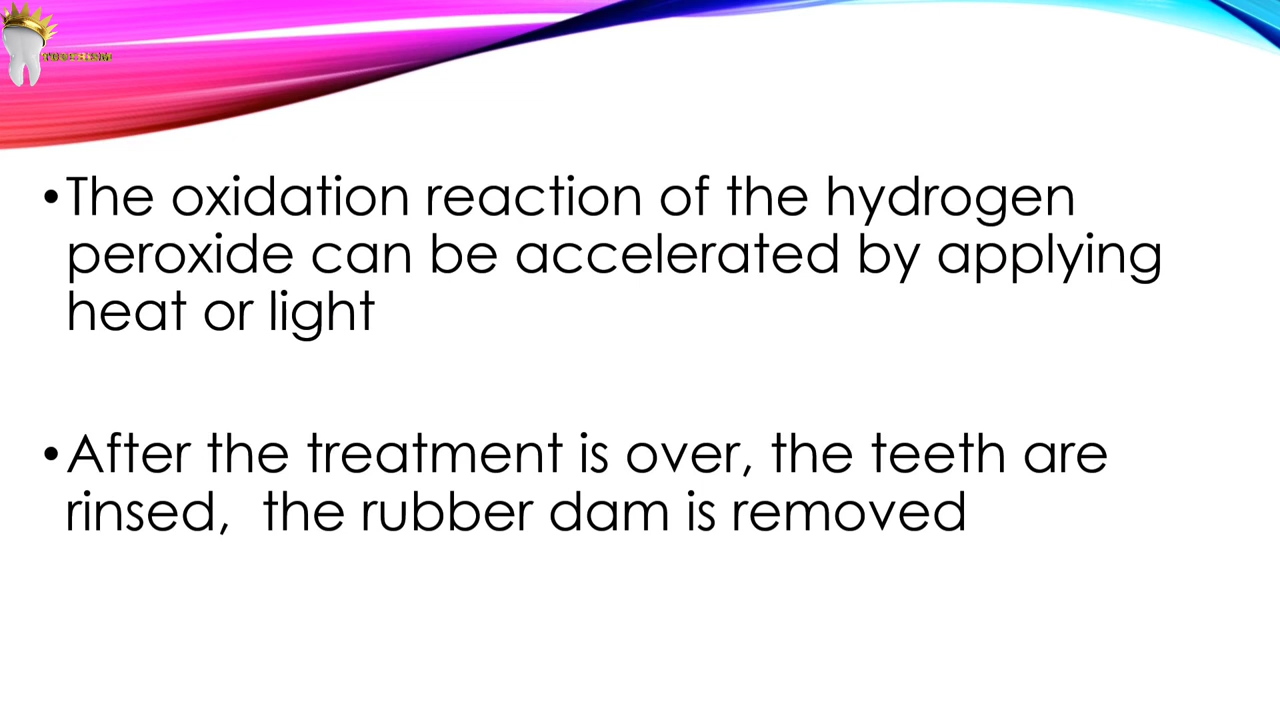 TOOTHISM
•The oxidation reaction of the hydrogen
peroxide can be accelerated by applying
heat or light
•After the treatment is over, the teeth are
rinsed,  the rubber dam is removed